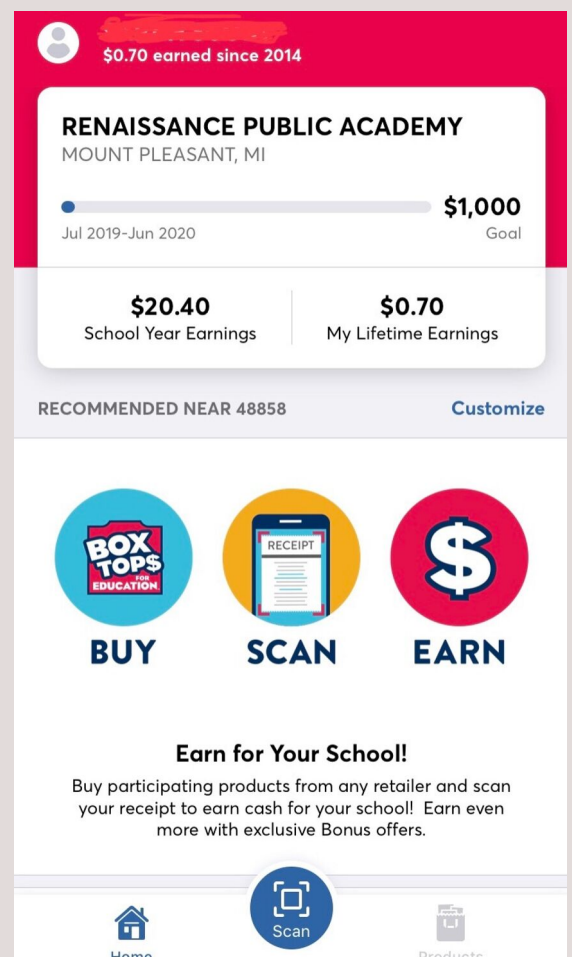 $0.70 earned since 2014
RENAISSANCE PUBLIC ACADEMY
MOUNT PLEASANT, MI
$1,000
Jul 2019-Jun 2020 Goal
$20.40 $0.70
School Year Earnings My Lifetime Earnings
RECOMMENDED NEAR 48858 Customize
BOX
TOP$
FOR
EDUCATION
RECEIPT
$
BUY SCAN EARN
Earn for Your School!
Buy participating products from any retailer and scan
your receipt to earn cash for your school! Earn even
more with exclusive Bonus offers.
Scan
Home Products